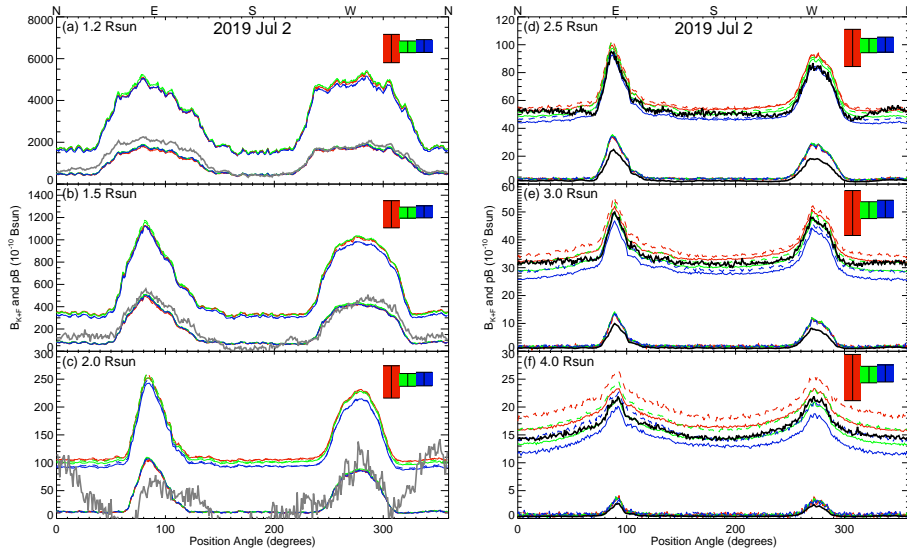 N E S W N
2019 Jul 2
(a) 1.2 Rsun
8000
6000
4000
2000
0
(b) 1.5 Rsun
1400
1200
1000
800
600
400
200
0
B K+F and pB (10^-10 Bsun)
(c) 2.0 Rsun
300
250
200
150
100
50
0
0 100 200 300
Position Angle (degrees)
N E S W
2019 Jul 2
(d) 2.5 Rsun
120
100
80
60
40
20
0
(e) 3.0 Rsun
60
50
40
30
20
10
0
B K+F and pB (10^-10 Bsun)
(f) 4.0 Rsun
30
25
20
15
10
5
0
0 100 200 300
Position Angle (degrees)